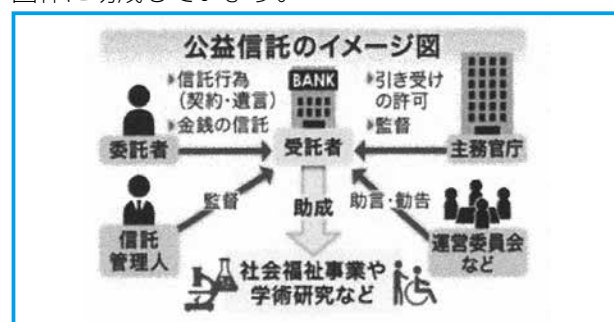 公益信託のイメージ図
信託行為
(契約・遺言)
金銭の信託
委託者
BANK
受託者
引き受け
の許可
監督
主務官庁
監督
信託
管理人
助成
助言・勧告
運営委員会
など
社会福祉事業や
学術研究など